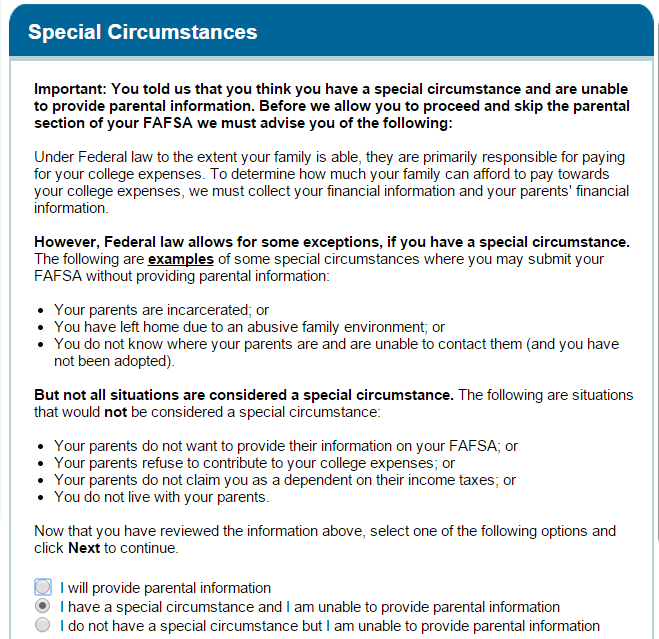 Special Circumstances
Important: You told us that you think you have a special circumstance and are unable
to provide parental information. Before we allow you to proceed and skip the parental
section of your FAFSA we must advise you of the following:
Under Federal law to the extent your family is able, they are primarily responsible for paying
for your college expenses. To determine how much your family can afford to pay towards
your college expenses, we must collect your financial information and your parents' financial
information.
However, Federal law allows for some exceptions, if you have a special circumstance.
The following are examples of some special circumstances where you may submit your
FAFSA without providing parental information:
• Your parents are incarcerated; or
• You have left home due to an abusive family environment; or
• You do not know where your parents are and are unable to contact them (and you have
not been adopted).
But not all situations are considered a special circumstance. The following are situations
that would not be considered a special circumstance:
• Your parents do not want to provide their information on your FAFSA; or
• Your parents refuse to contribute to your college expenses; or
• Your parents do not claim you as a dependent on their income taxes; or
• You do not live with your parents.
Now that you have reviewed the information above, select one of the following options and
click Next to continue.
I will provide parental information
I have a special circumstance and I am unable to provide parental information
I do not have a special circumstance but I am unable to provide parental information